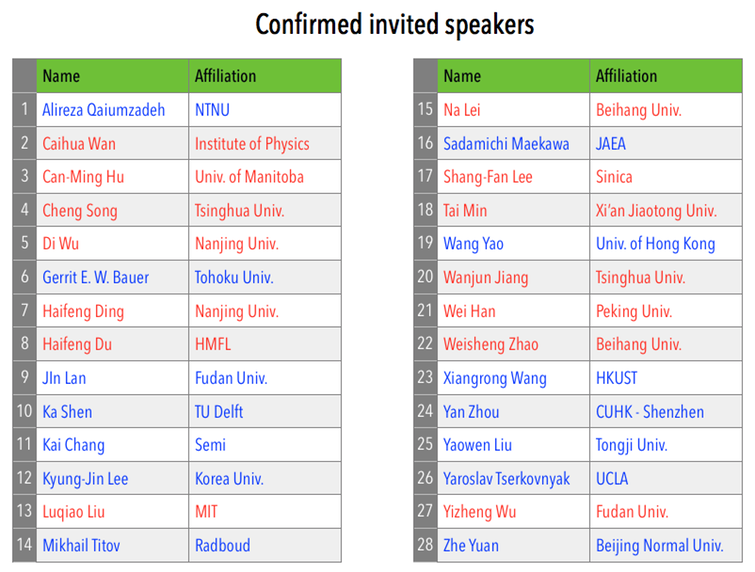 Confirmed invited speakers
Name Affiliation
1 Alireza Qaiumzadeh NTNU
2 Caihua Wan Institute of Physics
3 Can-Ming Hu Univ. of Manitoba
4 Cheng Song Tsinghua Univ.
5 Di Wu Nanjing Univ.
6 Gerrit E. W. Bauer Tohoku Univ.
7 Haifeng Ding Nanjing Univ.
8 Haifeng Du HMFL
9 JIn Lan Fudan Univ.
10 Ka Shen TU Delft
11 Kai Chang Semi
12 Kyung-Jin Lee Korea Univ.
13 Luqiao Liu MIT
14 Mikhail Titov Radboud
Name Affiliation
15 Na Lei Beihang Univ.
16 Sadamichi Maekawa JAEA
17 Shang-Fan Lee Sinica
18 Tai Min Xi'an Jiaotong Univ.
19 Wang Yao Univ. of Hong Kong
20 Wanjun Jiang Tsinghua Univ.
21 Wei Han Peking Univ.
22 Weisheng Zhao Beihang Univ.
23 Xiangrong Wang HKUST
24 Yan Zhou CUHK - Shenzhen
25 Yaowen Liu Tongji Univ.
26 Yaroslav Tserkovnyak UCLA
27 Yizheng Wu Fudan Univ.
28 Zhe Yuan Beijing Normal Univ.